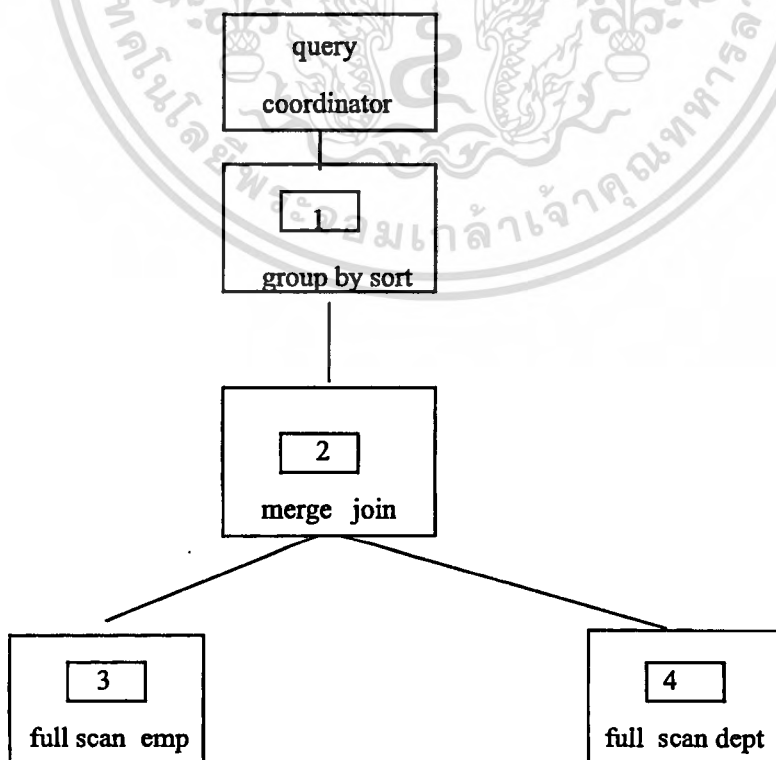 query
coordinator
1
group by sort
2
merge join
3
full scan emp
4
full scan dept